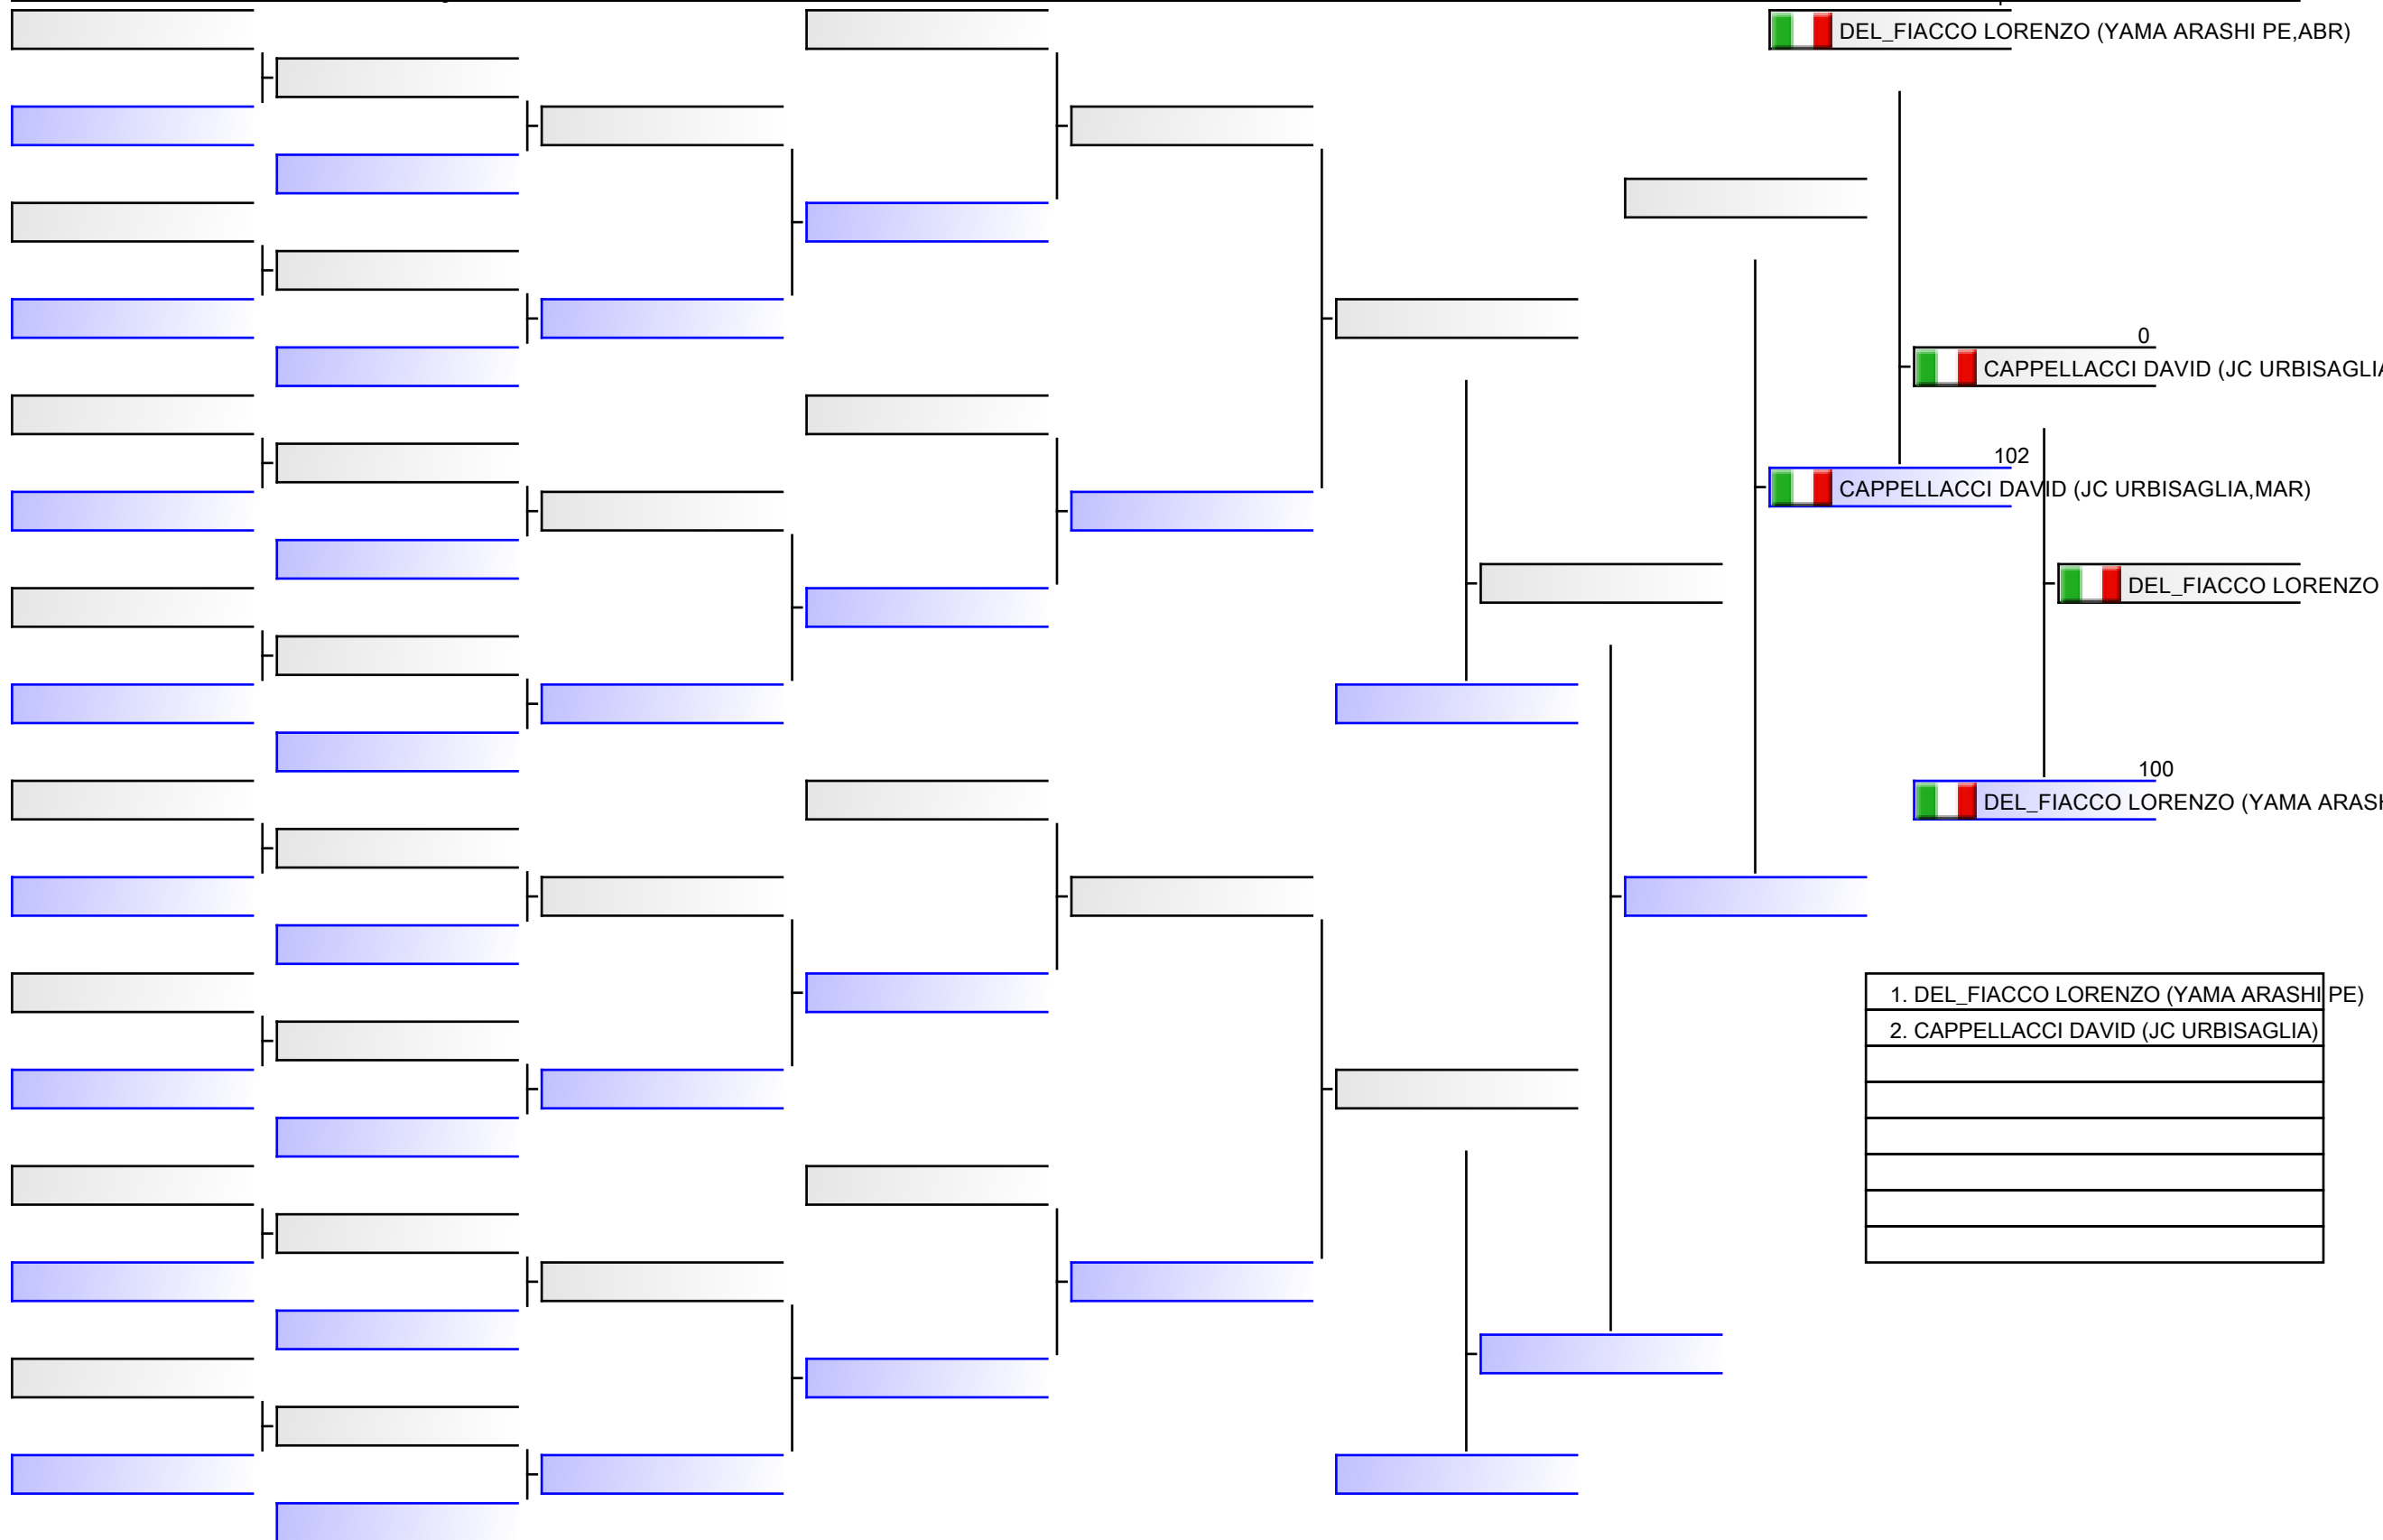 DEL_FIACCO LORENZO (YAMA ARASHI PE,ABR)
0
CAPPELLACCI DAVID (JC URBISAGLIA
102
CAPPELLACCI DAVID (JC URBISAGLIA,MAR)
DEL_FIACCO LORENZO
100
DEL_FIACCO LORENZO (YAMA ARASH
1. DEL_FIACCO LORENZO (YAMA ARASHI PE)
2. CAPPELLACCI DAVID (JC URBISAGLIA)